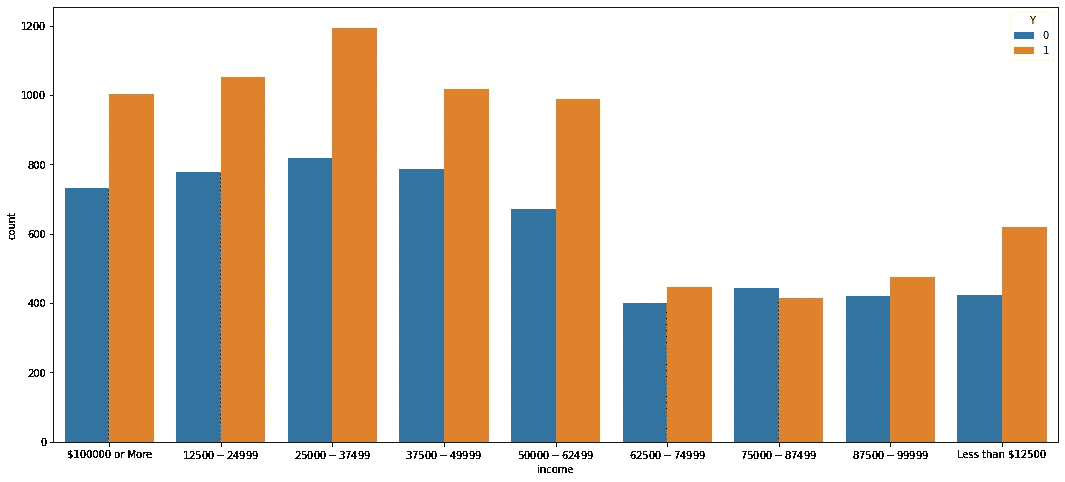 1200
1000
800
600
400
200
0
count
Y
0
1
$100000 or More
12500 − 24999
25000 − 37499
37500 − 49999
50000 − 62499
62500 − 74999
75000 − 87499
87500 − 99999
Less than $12500
income